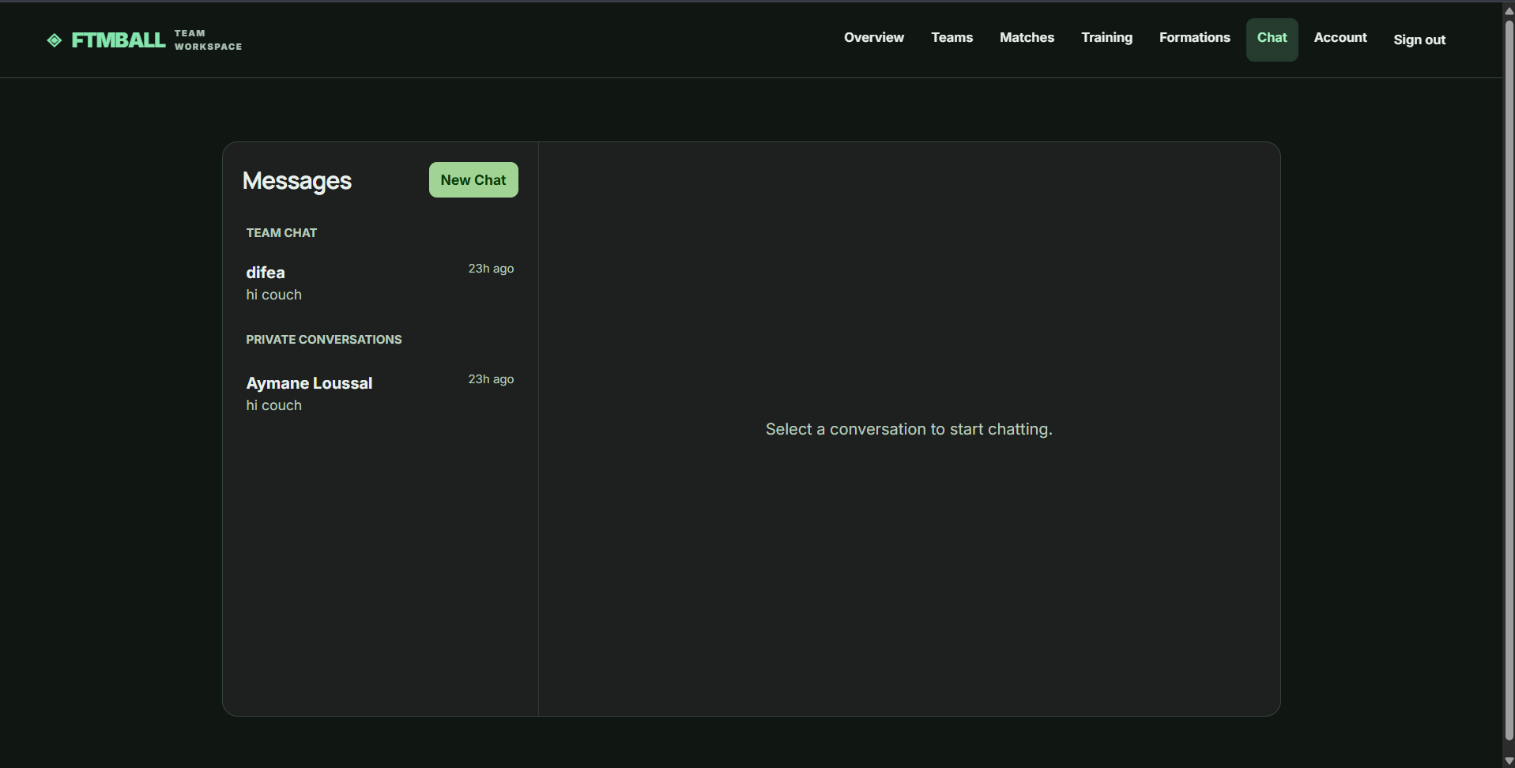 FTMBALL
TEAM
WORKSPACE
Overview
Teams
Matches
Training
Formations
Chat
Account
Sign out
Messages
New Chat
TEAM CHAT
difea
23h ago
hi couch
PRIVATE CONVERSATIONS
Aymane Loussal
23h ago
hi couch
Select a conversation to start chatting.